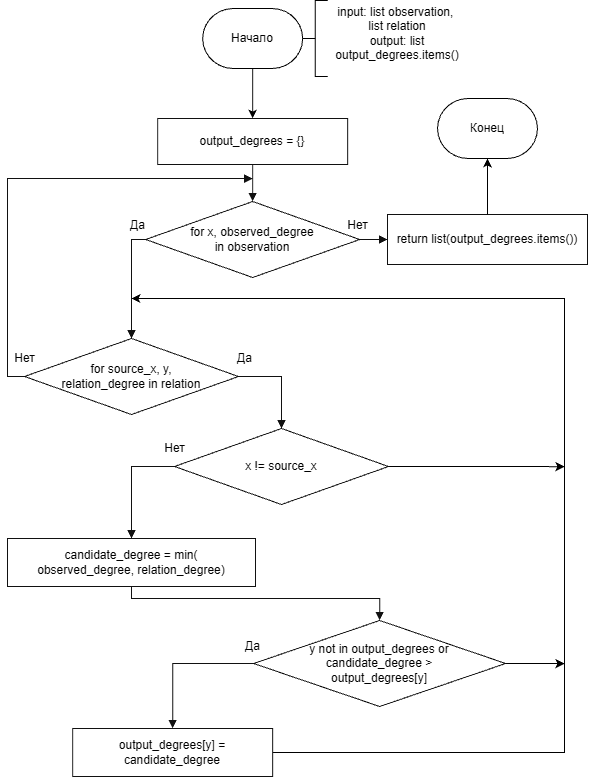 Начало
input: list observation,
list relation
output: list
output_degrees.items()
Конец
output_degrees = {}
Да
for x, observed_degree
in observation
Нет
return list(output_degrees.items())
Нет
for source_x, y,
relation_degree in relation
Да
Нет
x != source_x
candidate_degree = min(
observed_degree, relation_degree)
Да
y not in output_degrees or
candidate_degree >
output_degrees[y]
output_degrees[y] =
candidate_degree